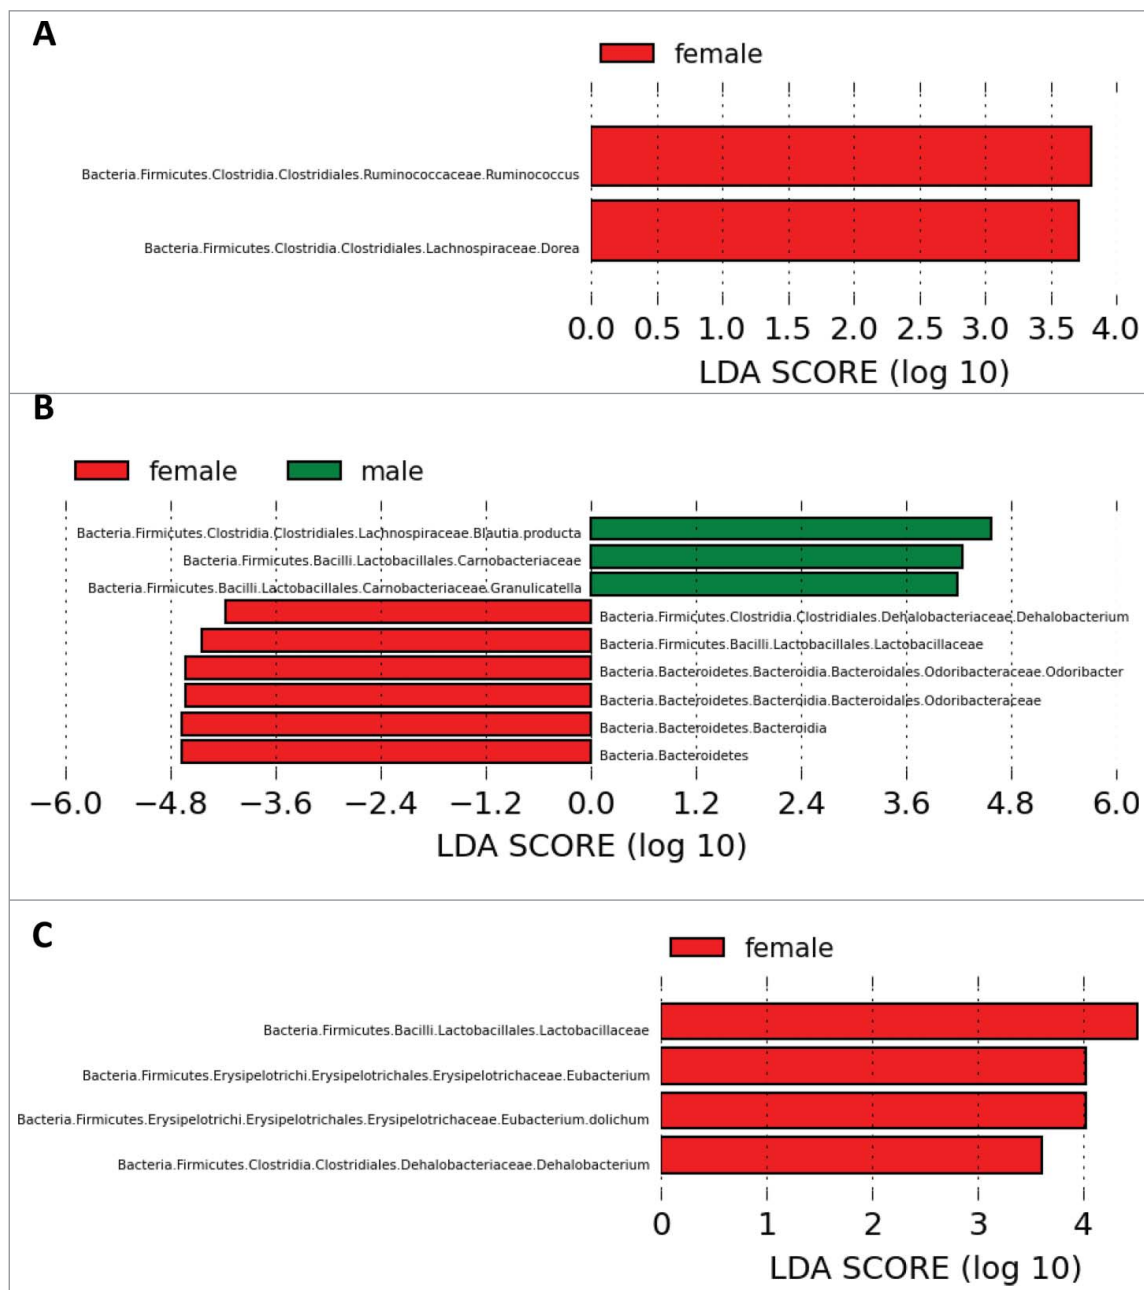 A
female
Bacteria.Firmicutes.Clostridia.Clostridiales.Ruminococcaceae.Ruminococcus
Bacteria.Firmicutes.Clostridia.Clostridiales.Lachnospiraceae.Dorea
0.0 0.5 1.0 1.5 2.0 2.5 3.0 3.5 4.0
LDA SCORE (log 10)
B
female male
Bacteria.Firmicutes.Clostridia.Clostridiales.Lachnospiraceae.Blautia.producta
Bacteria.Firmicutes.Bacilli.Lactobacillales.Carnobacteriaceae
Bacteria.Firmicutes.Bacilli.Lactobacillales.Carnobacteriaceae.Granulicatella
Bacteria.Firmicutes.Clostridia.Clostridiales.Dehalobacteriaceae.Dehalobacterium
Bacteria.Firmicutes.Bacilli.Lactobacillales.Lactobacillaceae
Bacteria.Bacteroidetes.Bacteroidia.Bacteroidales.Odoribacteraceae.Odoribacter
Bacteria.Bacteroidetes.Bacteroidia.Bacteroidales.Odoribacteraceae
Bacteria.Bacteroidetes.Bacteroidia
Bacteria.Bacteroidetes
−6.0 −4.8 −3.6 −2.4 −1.2 0.0 1.2 2.4 3.6 4.8 6.0
LDA SCORE (log 10)
C
female
Bacteria.Firmicutes.Bacilli.Lactobacillales.Lactobacillaceae
Bacteria.Firmicutes.Erysipelotrichi.Erysipelotrichales.Erysipelotrichaceae.Eubacterium
Bacteria.Firmicutes.Erysipelotrichi.Erysipelotrichales.Erysipelotrichaceae.Eubacterium.dolichum
Bacteria.Firmicutes.Clostridia.Clostridiales.Dehalobacteriaceae.Dehalobacterium
0 1 2 3 4
LDA SCORE (log 10)